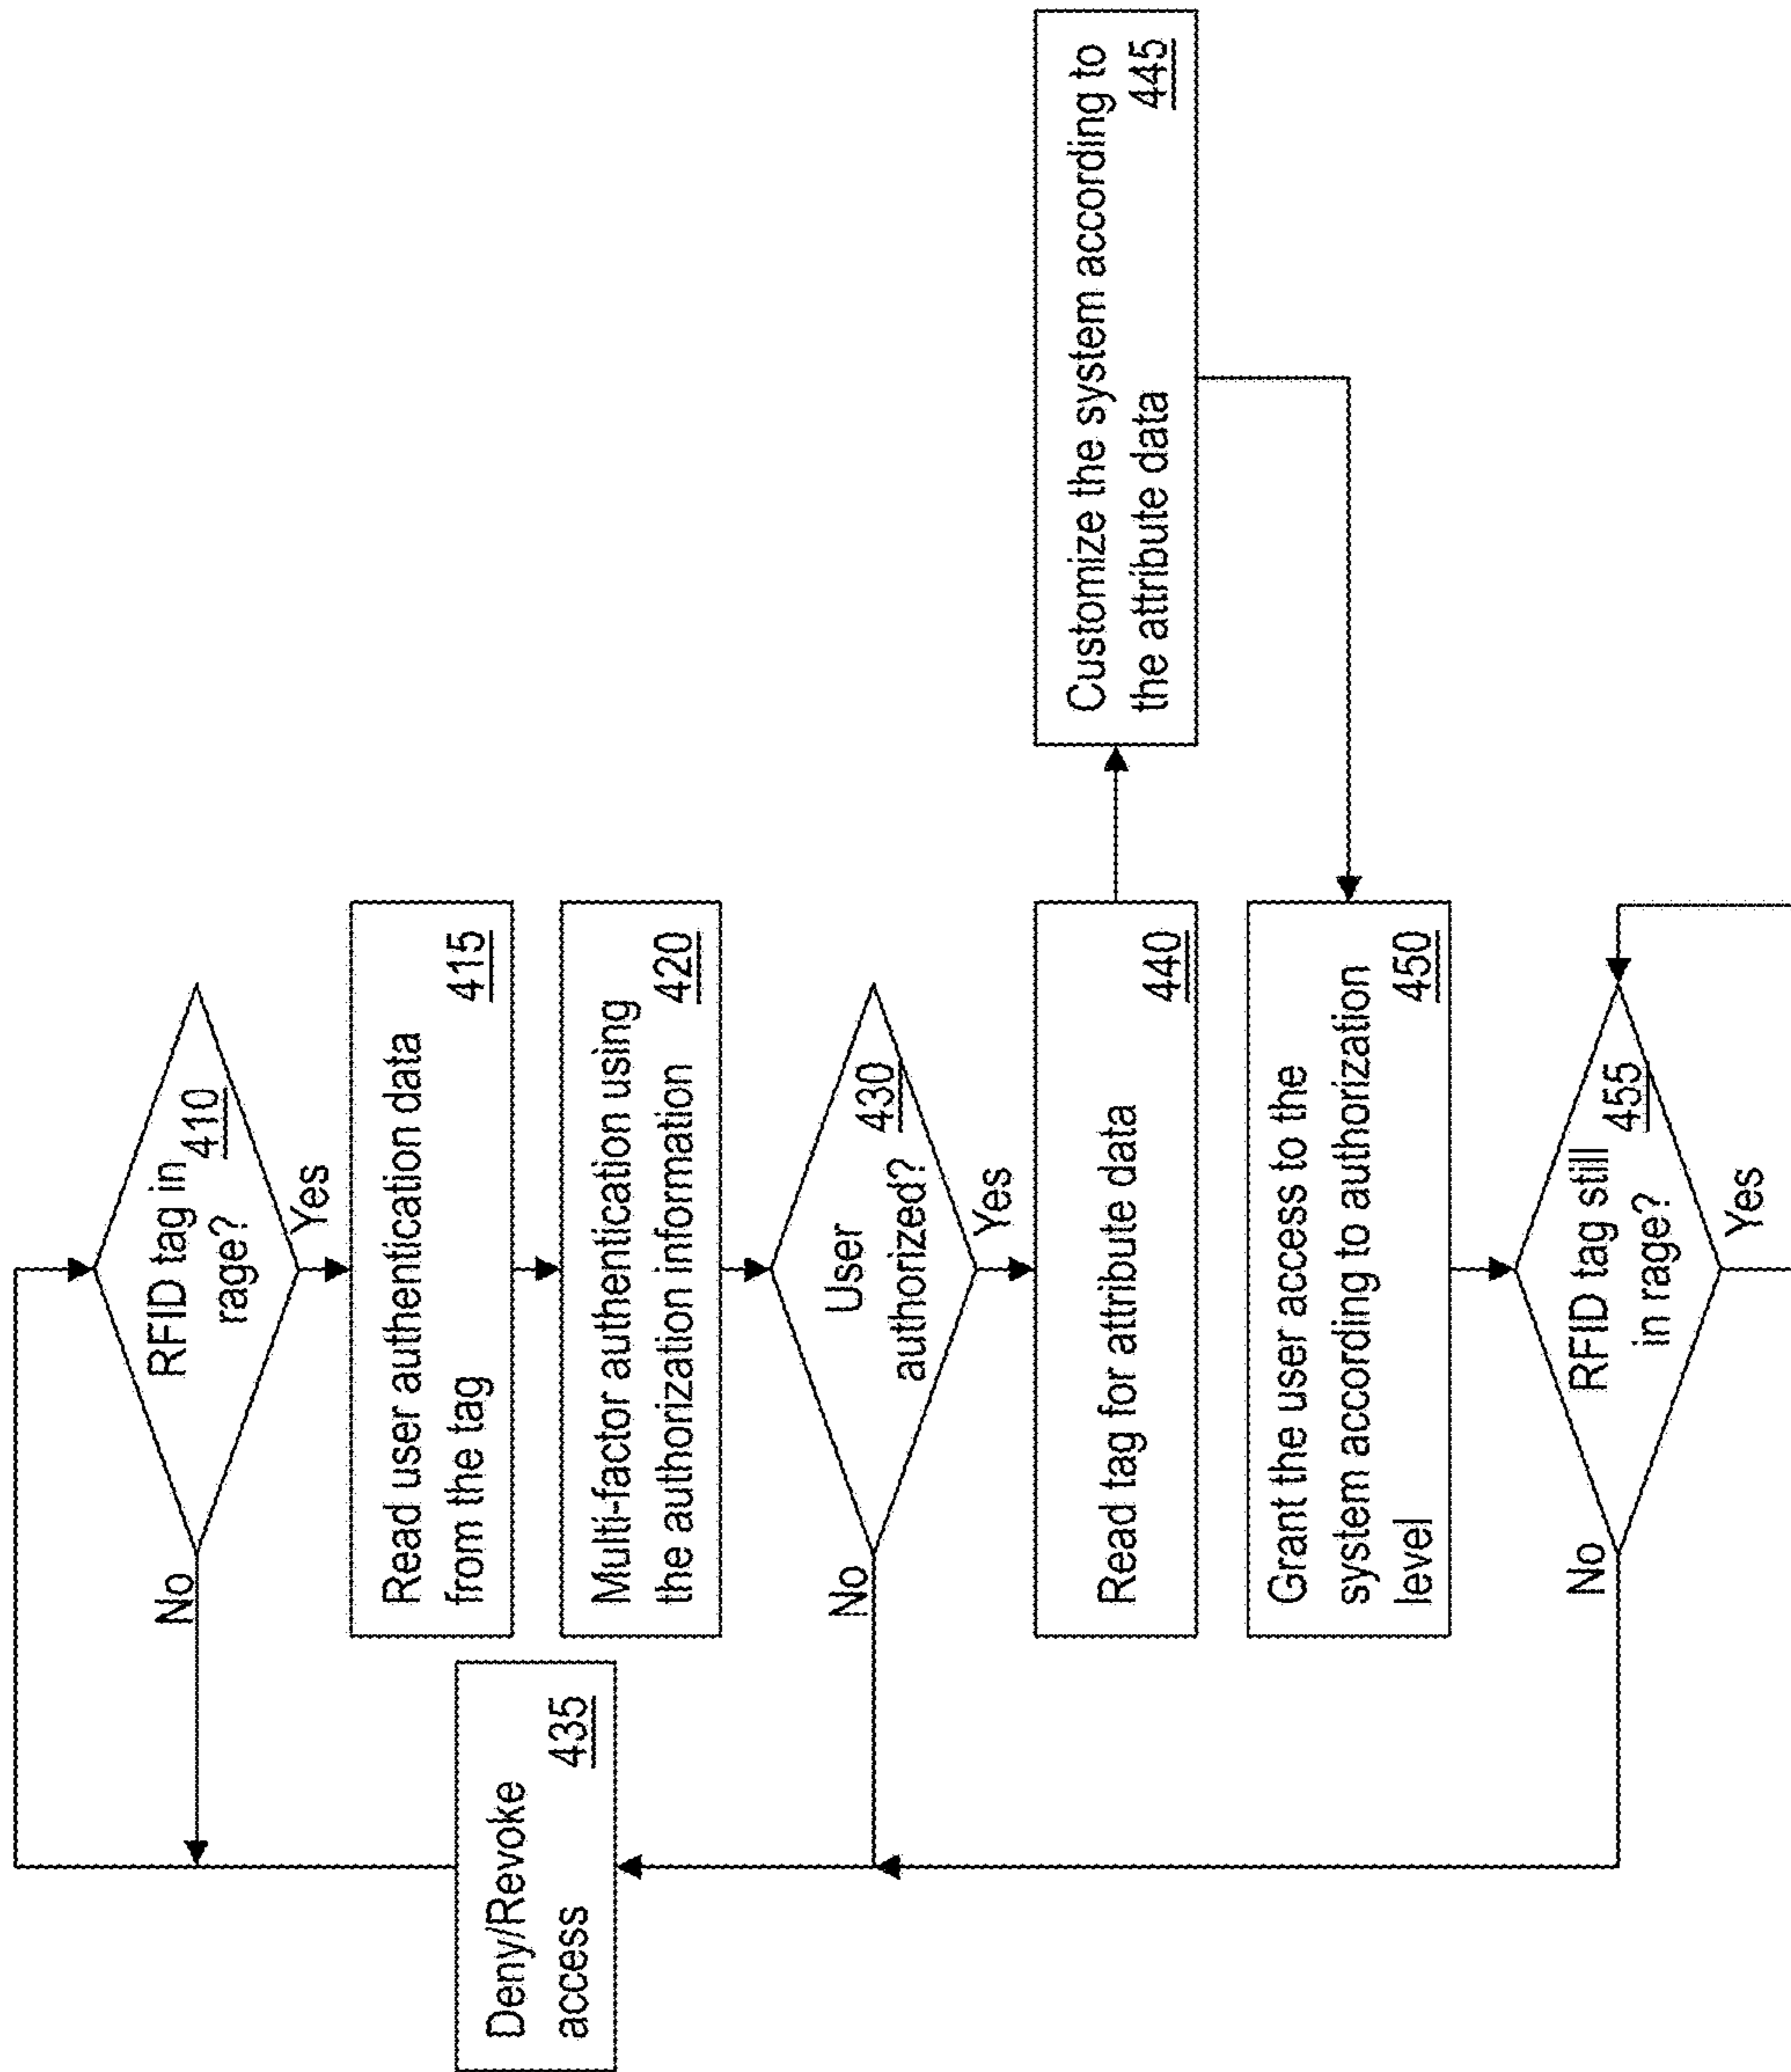 RFID tag in
rage?
410
No
Yes
Read user authentication data
from the tag
415
Multi-factor authentication using
the authorization information
420
User
authorized?
430
No
Yes
Deny/Revoke
access
435
Read tag for attribute data
440
Customize the system according to
the attribute data
445
Grant the user access to the
system according to authorization
level
450
RFID tag still
in rage?
455
No
Yes